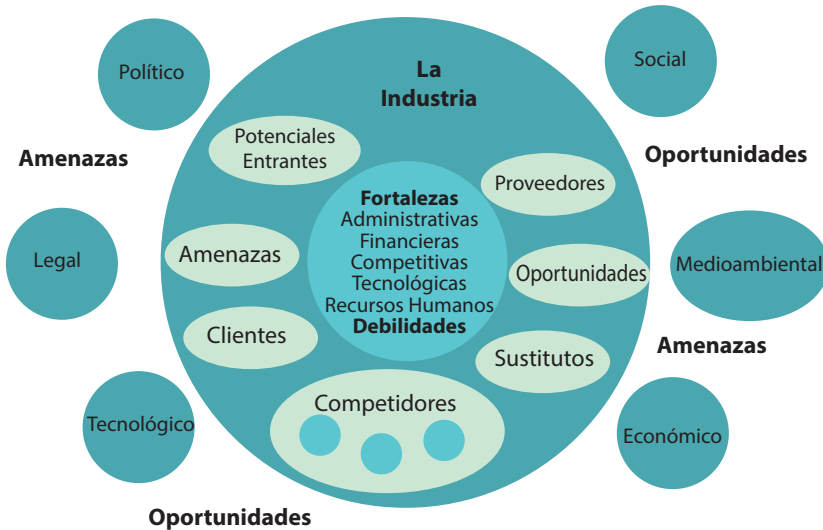 Político
Social
La
Industria
Amenazas
Oportunidades
Potenciales
Entrantes
Proveedores
Fortalezas
Administrativas
Financieras
Competitivas
Tecnológicas
Recursos Humanos
Debilidades
Legal
Amenazas
Oportunidades
Medioambiental
Clientes
Sustitutos
Amenazas
Competidores
Tecnológico
Económico
Oportunidades